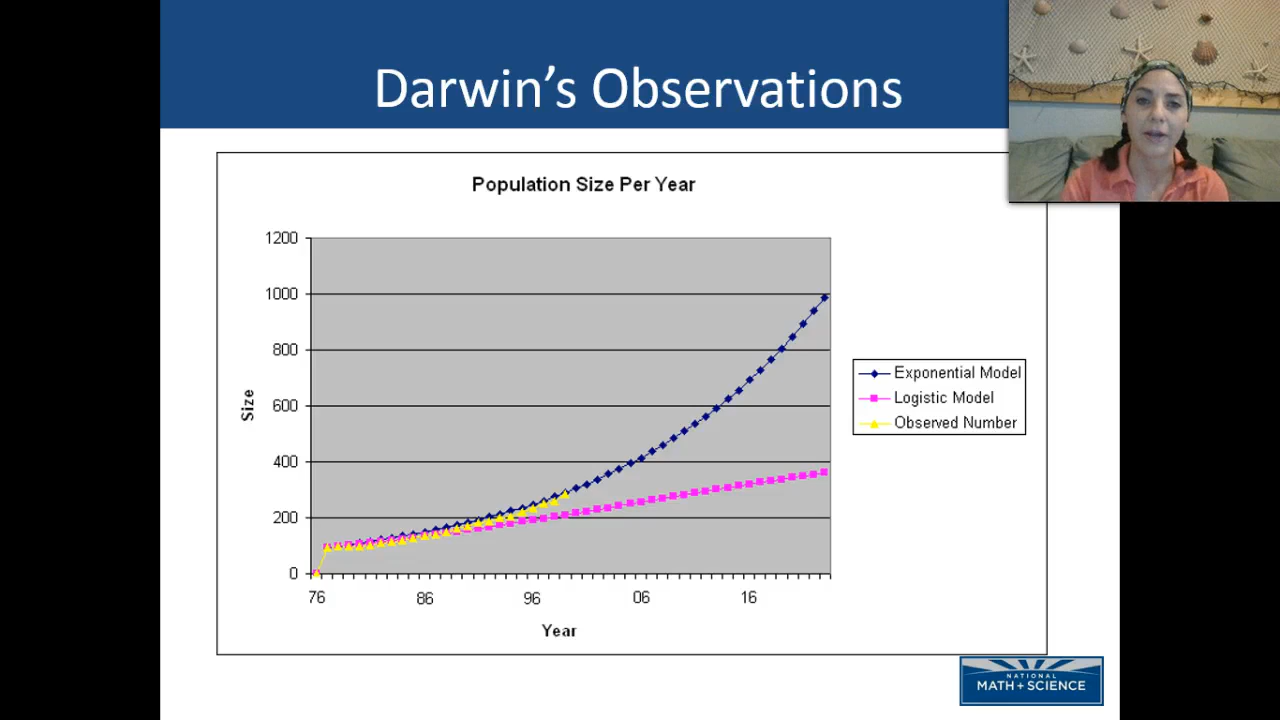 Darwin's Observations
Population Size Per Year
1200
1000
800
600
400
200
0
Size
76 86 96 06 16
Year
Exponential Model
Logistic Model
Observed Number
NATIONAL
MATH + SCIENCE